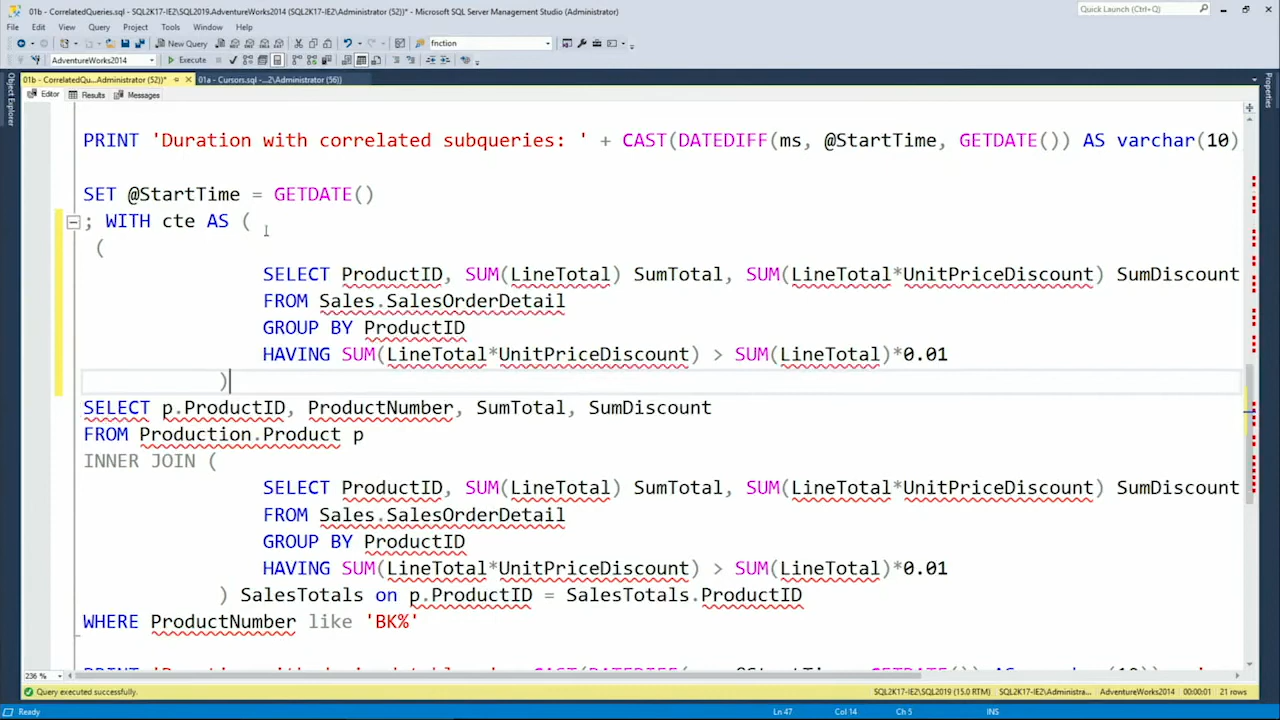 01b - CorrelatedQueries.sql - SQL2K17-IE2\SQL2019.AdventureWorks2014 (SQL2K17-IE2\Administrator (52))* - Microsoft SQL Server Management Studio (Administrator)
Quick Launch (Ctrl+Q)
File Edit View Query Project Tools Window Help
New Query
fnction
AdventureWorks2014
Execute
01b - CorrelatedQu...Administrator (52))*
01a - Cursors.sql -...2\Administrator (56))
Object Explorer
Properties
Editor Results Messages
PRINT 'Duration with correlated subqueries: ' + CAST(DATEDIFF(ms, @StartTime, GETDATE()) AS varchar(10)
SET @StartTime = GETDATE()
; WITH cte AS (
(
SELECT ProductID, SUM(LineTotal) SumTotal, SUM(LineTotal*UnitPriceDiscount) SumDiscount
FROM Sales.SalesOrderDetail
GROUP BY ProductID
HAVING SUM(LineTotal*UnitPriceDiscount) > SUM(LineTotal)*0.01
)
SELECT p.ProductID, ProductNumber, SumTotal, SumDiscount
FROM Production.Product p
INNER JOIN (
SELECT ProductID, SUM(LineTotal) SumTotal, SUM(LineTotal*UnitPriceDiscount) SumDiscount
FROM Sales.SalesOrderDetail
GROUP BY ProductID
HAVING SUM(LineTotal*UnitPriceDiscount) > SUM(LineTotal)*0.01
) SalesTotals on p.ProductID = SalesTotals.ProductID
WHERE ProductNumber like 'BK%'
236 %
Query executed successfully.
SQL2K17-IE2\SQL2019 (15.0 RTM) SQL2K17-IE2\Administra... AdventureWorks2014 00:00:01 21 rows
Ready Ln 47 Col 14 Ch 5 INS